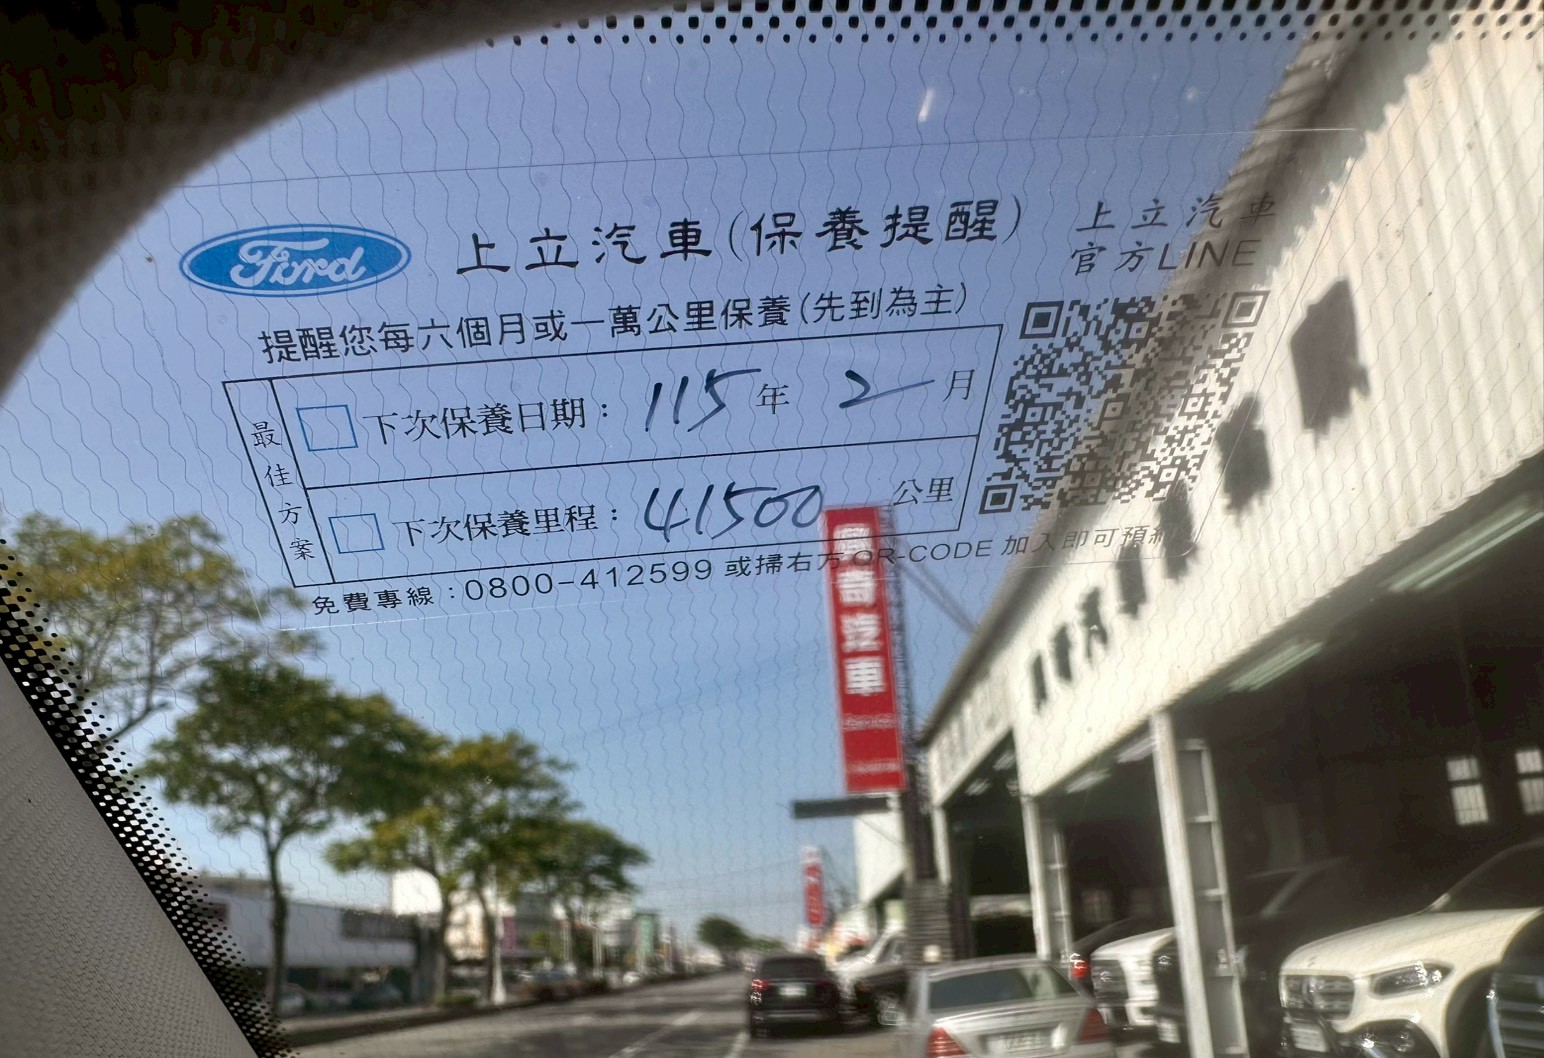 Ford
上立汽車(保養提醒)
上立汽車
官方LINE
提醒您每六個月或一萬公里保養(先到為主)
最佳方案
下次保養日期：115年2月
下次保養里程：41500公里
免費專線：0800-412599 或掃右方QR-CODE 加入即可預約
奇汽車